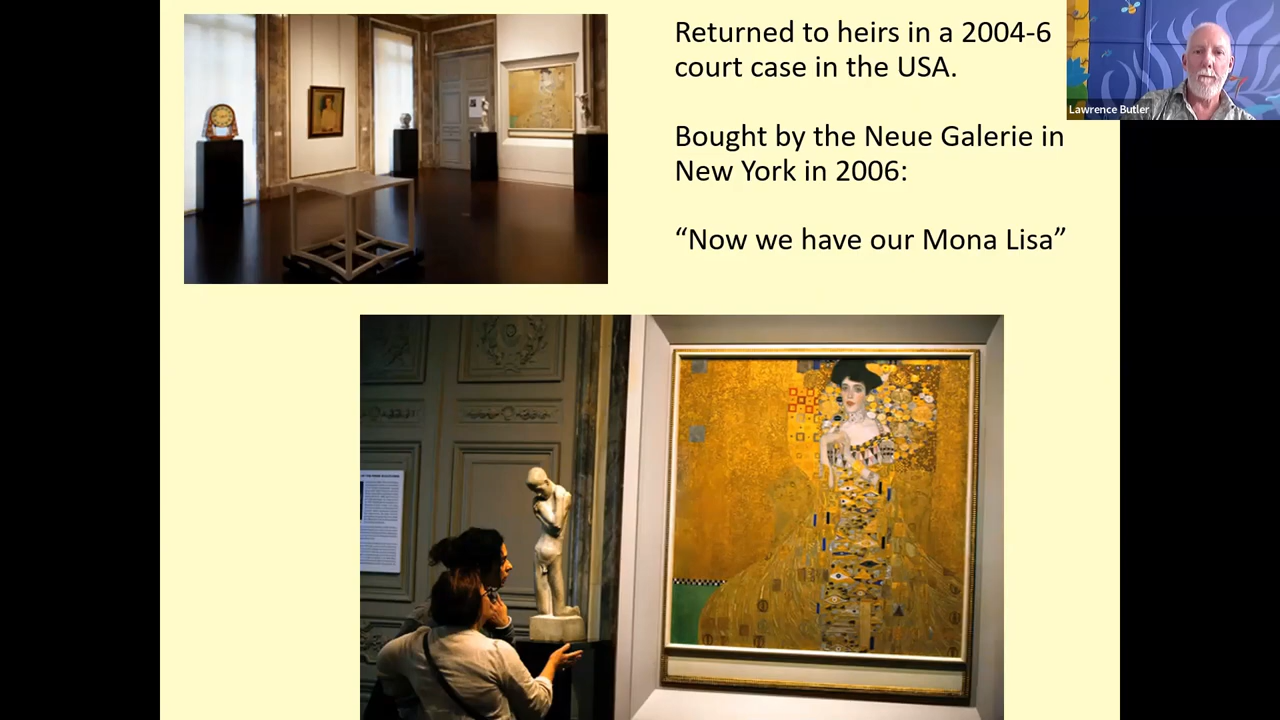 Returned to heirs in a 2004-6
court case in the USA.
Bought by the Neue Galerie in
New York in 2006:
“Now we have our Mona Lisa”
Lawrence Butler